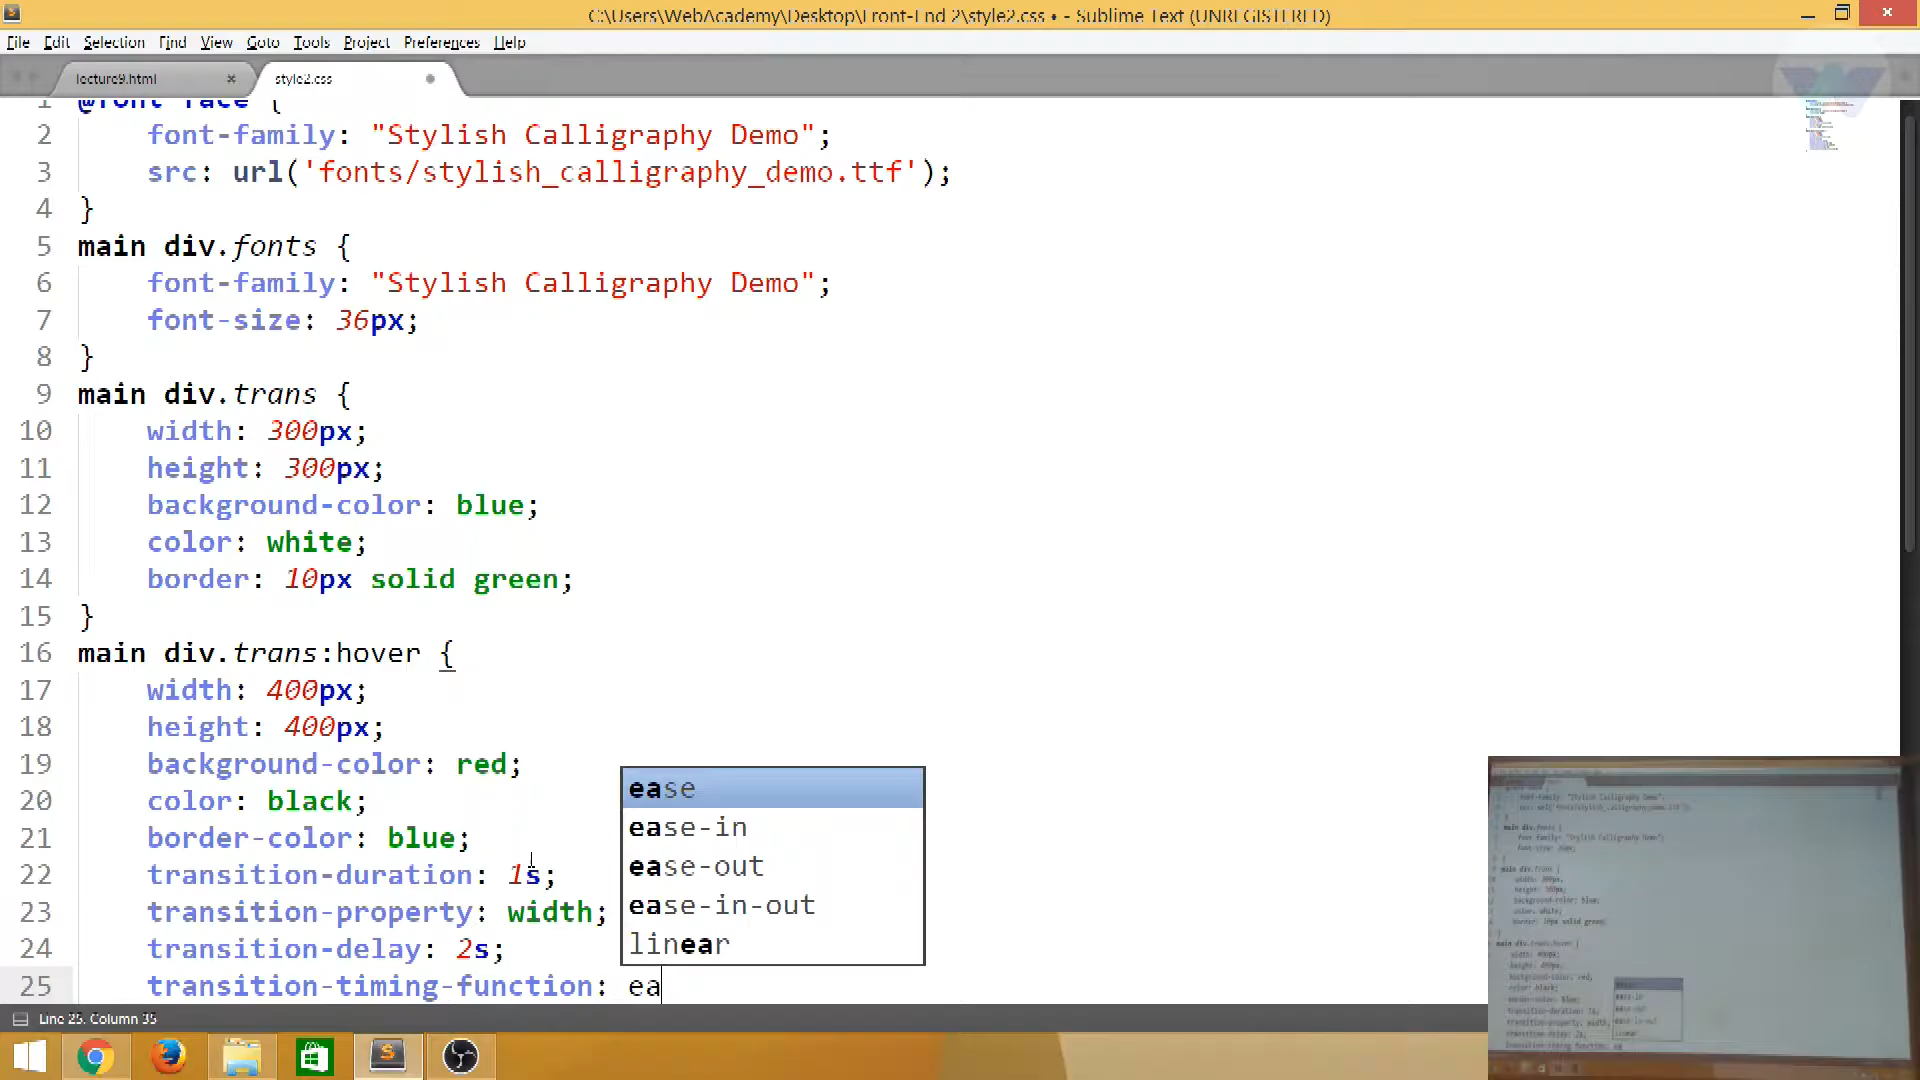 C:\Users\WebAcademy\Desktop\Front-End 2\style2.css • - Sublime Text (UNREGISTERED)
File Edit Selection Find View Goto Tools Project Preferences Help
lecture9.html × style2.css
1 @font-face {
2 font-family: "Stylish Calligraphy Demo";
3 src: url('fonts/stylish_calligraphy_demo.ttf');
4 }
5 main div.fonts {
6 font-family: "Stylish Calligraphy Demo";
7 font-size: 36px;
8 }
9 main div.trans {
10 width: 300px;
11 height: 300px;
12 background-color: blue;
13 color: white;
14 border: 10px solid green;
15 }
16 main div.trans:hover {
17 width: 400px;
18 height: 400px;
19 background-color: red;
20 color: black;
21 border-color: blue;
22 transition-duration: 1s;
23 transition-property: width;
24 transition-delay: 2s;
25 transition-timing-function: ea
ease
ease-in
ease-out
ease-in-out
linear
Line 25, Column 35